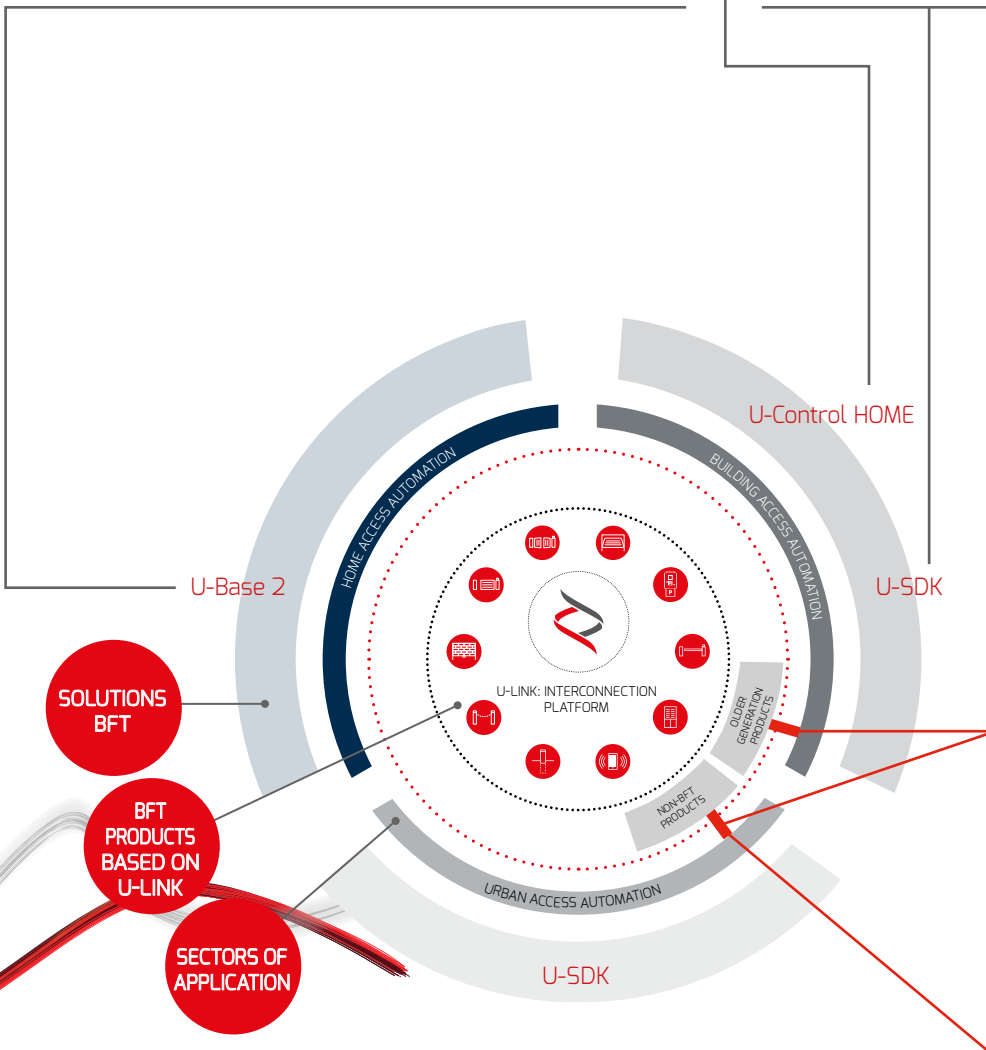 U-Control HOME
HOME ACCESS AUTOMATION
BUILDING ACCESS AUTOMATION
U-Base 2
U-SDK
P
U-LINK: INTERCONNECTION
PLATFORM
OLDER
GENERATION
PRODUCTS
NON-BFT
PRODUCTS
SOLUTIONS
BFT
BFT
PRODUCTS
BASED ON
U-LINK
URBAN ACCESS AUTOMATION
SECTORS OF
APPLICATION
U-SDK